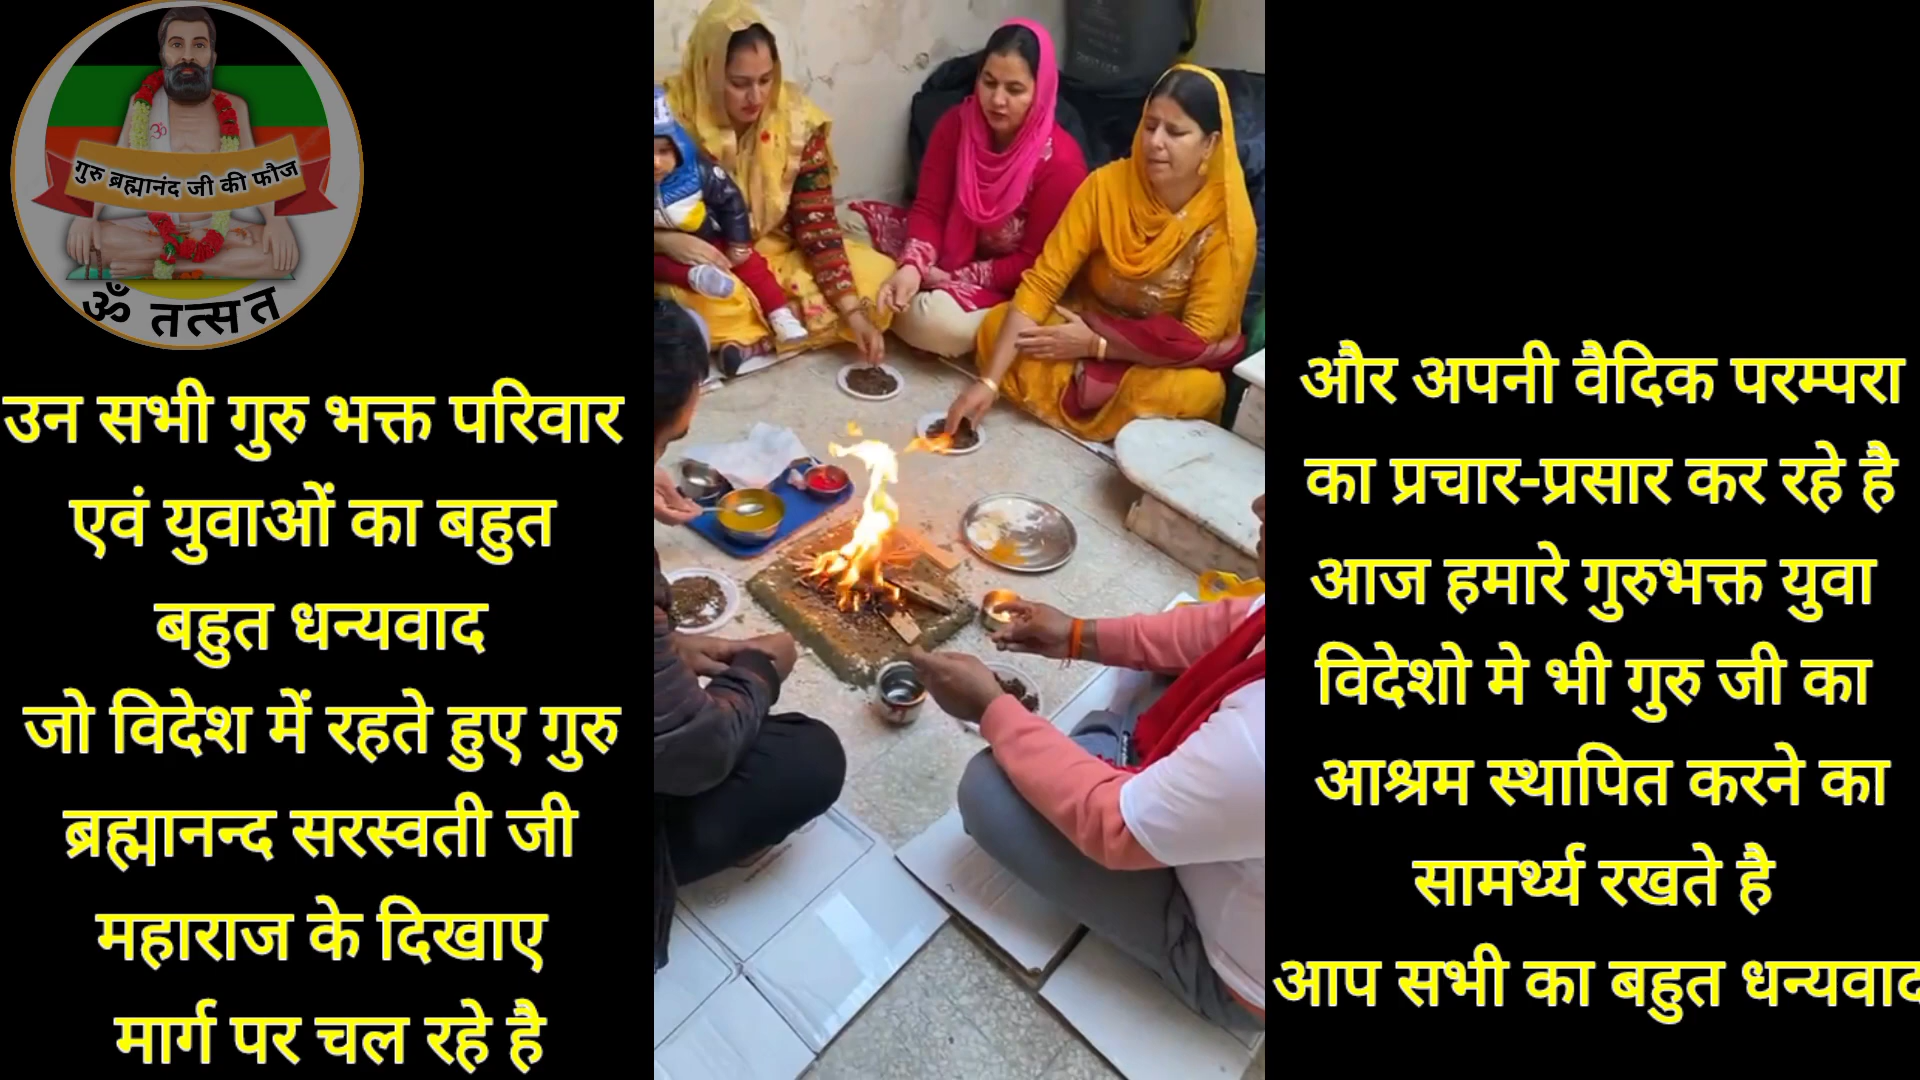 गुरु ब्रह्मानंद जी की फौज
ॐ तत्सत
उन सभी गुरु भक्त परिवार
एवं युवाओं का बहुत
बहुत धन्यवाद
जो विदेश में रहते हुए गुरु
ब्रह्मानन्द सरस्वती जी
महाराज के दिखाए
मार्ग पर चल रहे है
और अपनी वैदिक परम्परा
का प्रचार-प्रसार कर रहे है
आज हमारे गुरुभक्त युवा
विदेशो मे भी गुरु जी का
आश्रम स्थापित करने का
सामर्थ्य रखते है
आप सभी का बहुत धन्यवाद